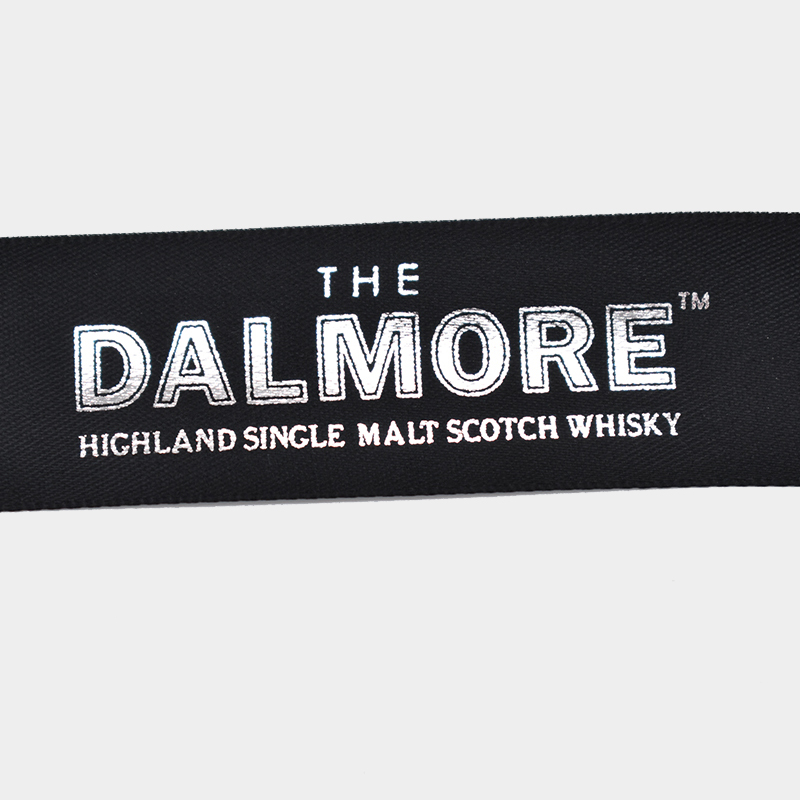 THE
DALMORE™
HIGHLAND SINGLE MALT SCOTCH WHISKY